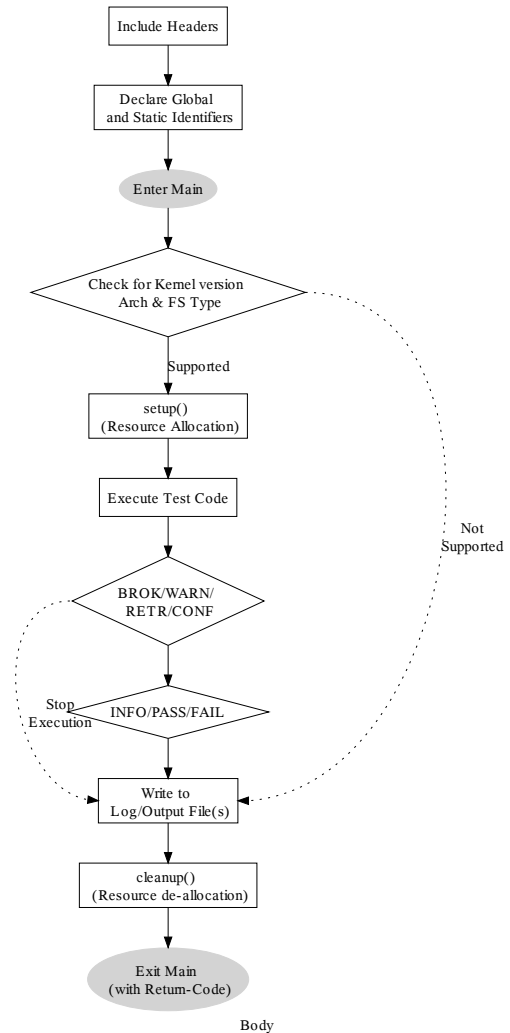 Include Headers
Declare Global
and Static Identifiers
Enter Main
Check for Kernel version
Arch & FS Type
Supported
setup()
(Resource Allocation)
Execute Test Code
Not
Supported
BROK/WARN/
RETR/CONF
Stop
Execution
INFO/PASS/FAIL
Write to
Log/Output File(s)
cleanup()
(Resource de-allocation)
Exit Main
(with Return-Code)
Body